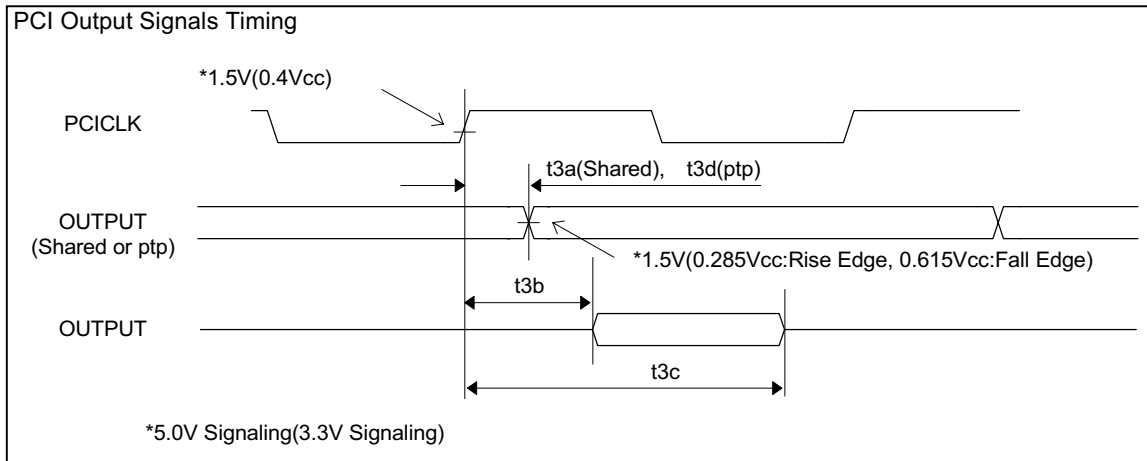 PCI Output Signals Timing
*1.5V(0.4Vcc)
PCICLK
t3a(Shared), t3d(ptp)
OUTPUT
(Shared or ptp)
*1.5V(0.285Vcc:Rise Edge, 0.615Vcc:Fall Edge)
t3b
OUTPUT
t3c
*5.0V Signaling(3.3V Signaling)